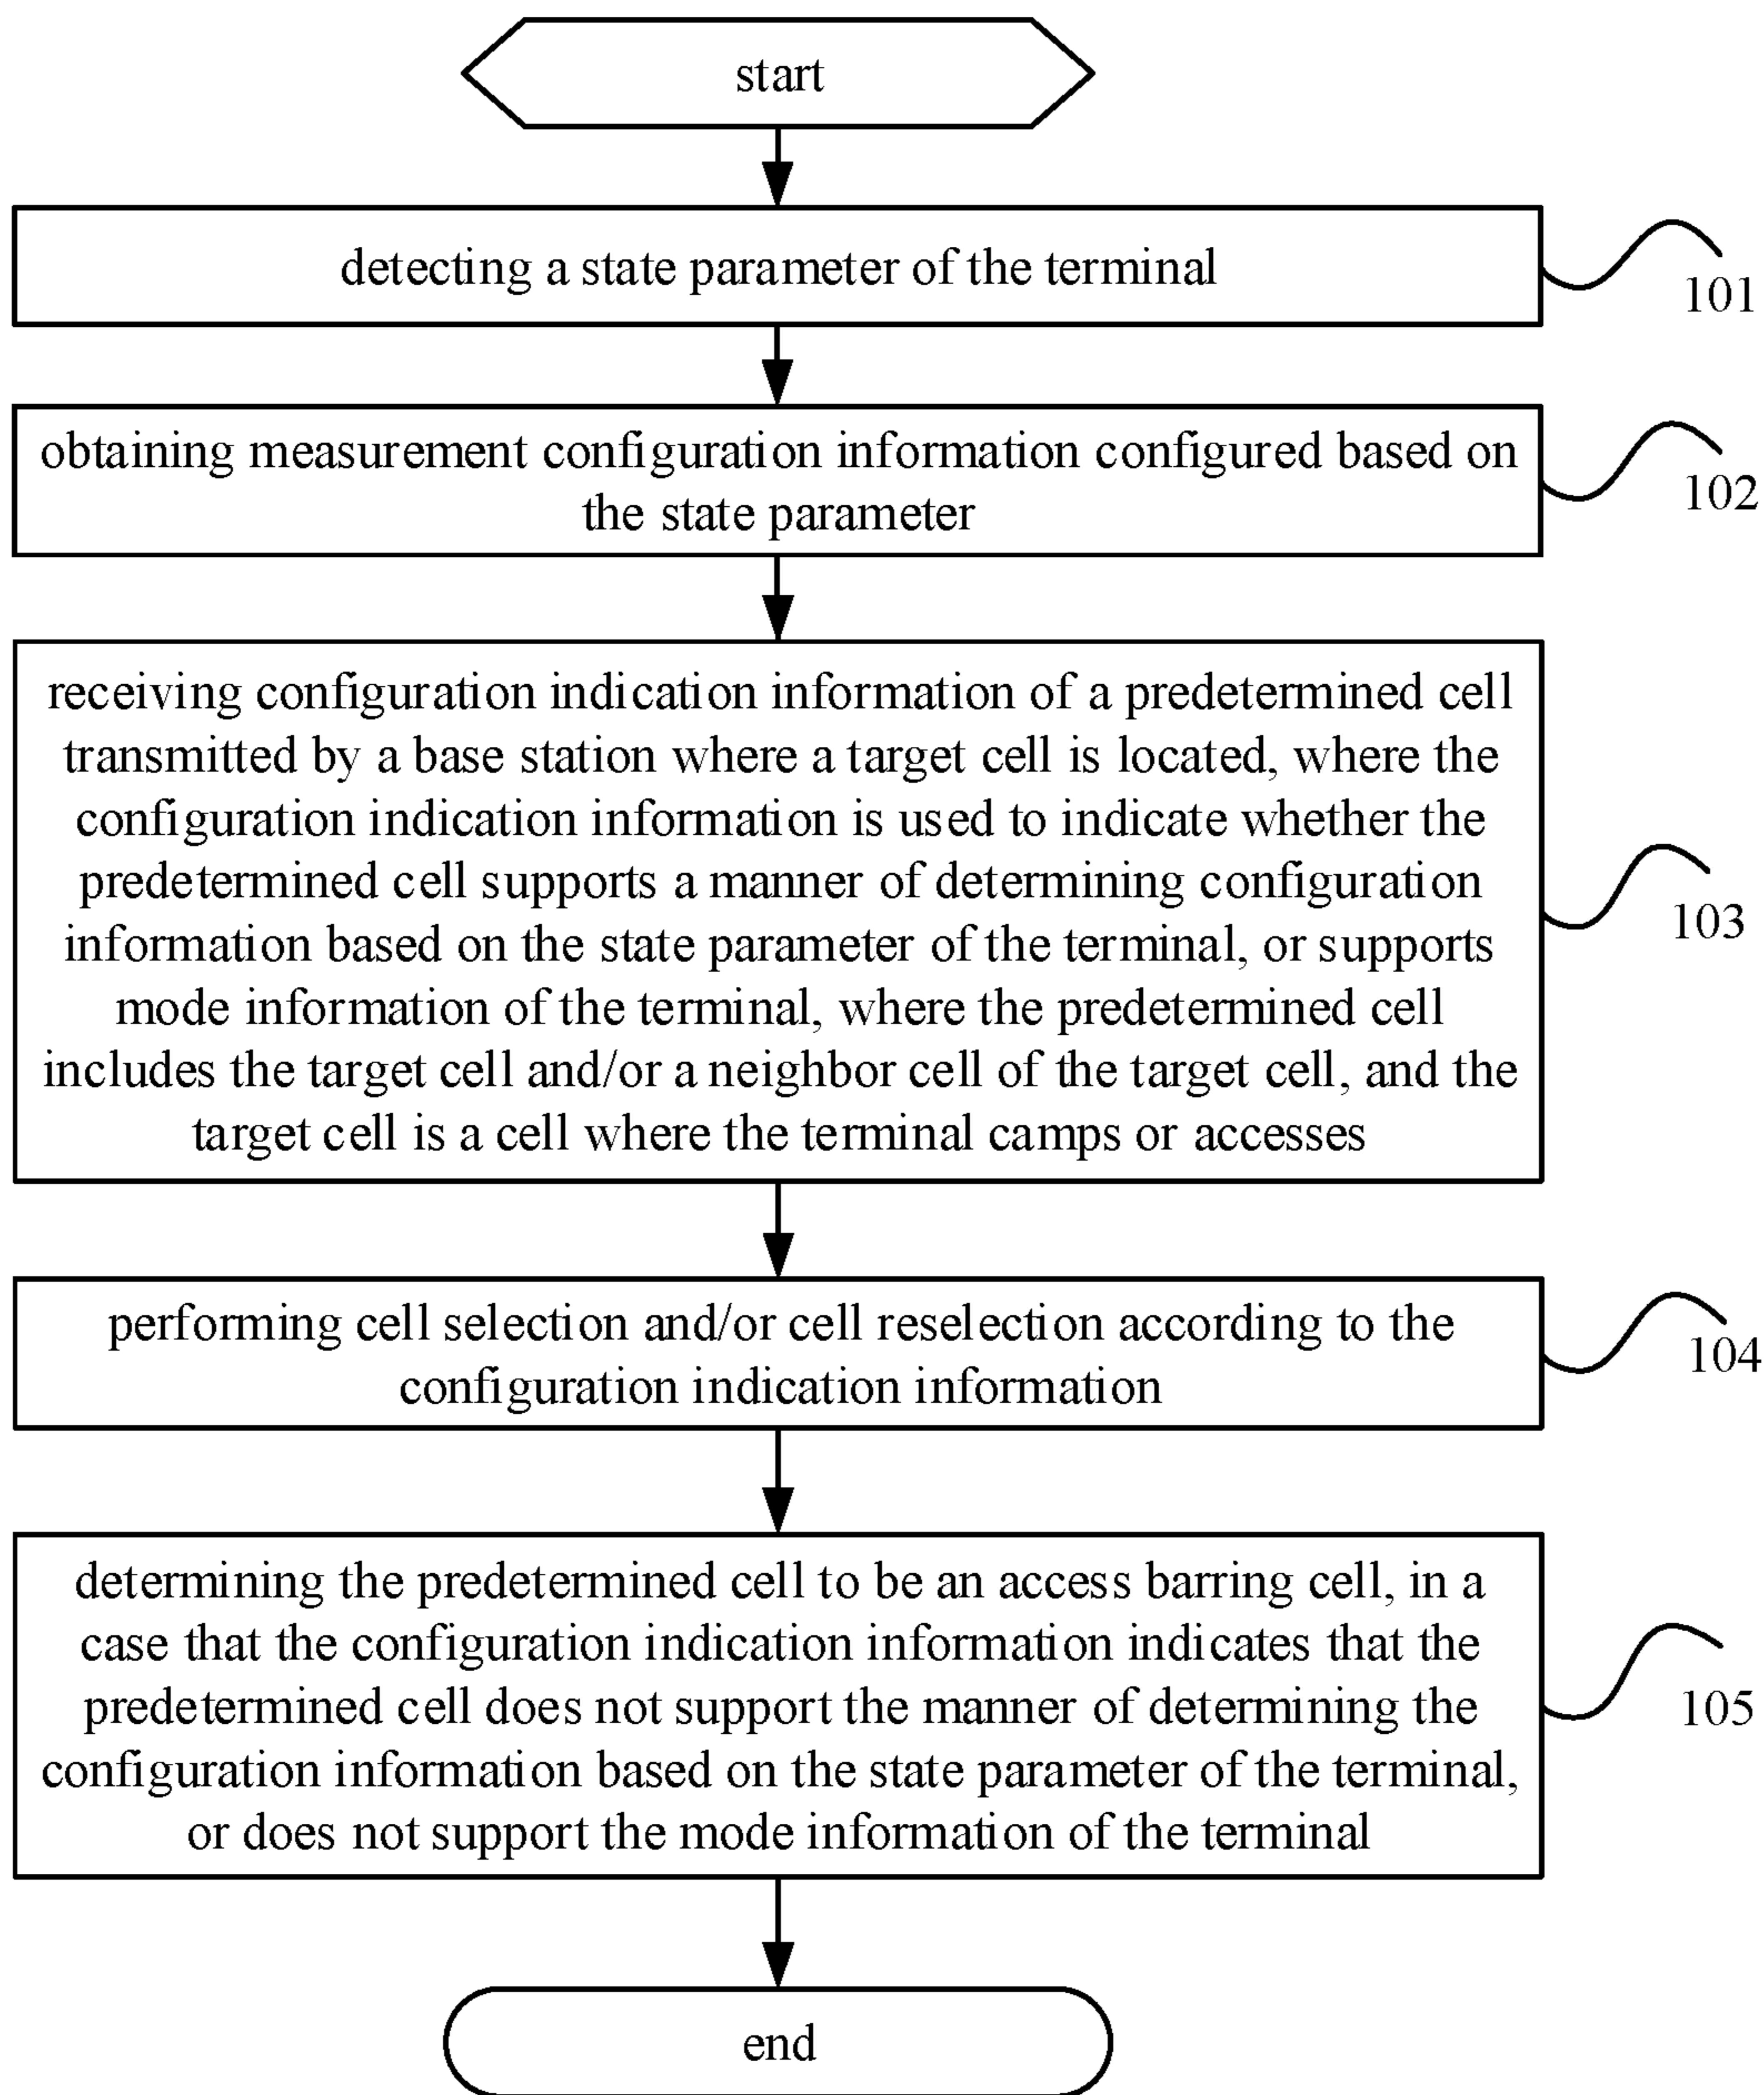 start
detecting a state parameter of the terminal
101
obtaining measurement configuration information configured based on
the state parameter
102
receiving configuration indication information of a predetermined cell
transmitted by a base station where a target cell is located, where the
configuration indication information is used to indicate whether the
predetermined cell supports a manner of determining configuration
information based on the state parameter of the terminal, or supports
mode information of the terminal, where the predetermined cell
includes the target cell and/or a neighbor cell of the target cell, and the
target cell is a cell where the terminal camps or accesses
103
performing cell selection and/or cell reselection according to the
configuration indication information
104
determining the predetermined cell to be an access barring cell, in a
case that the configuration indication information indicates that the
predetermined cell does not support the manner of determining the
configuration information based on the state parameter of the terminal,
or does not support the mode information of the terminal
105
end